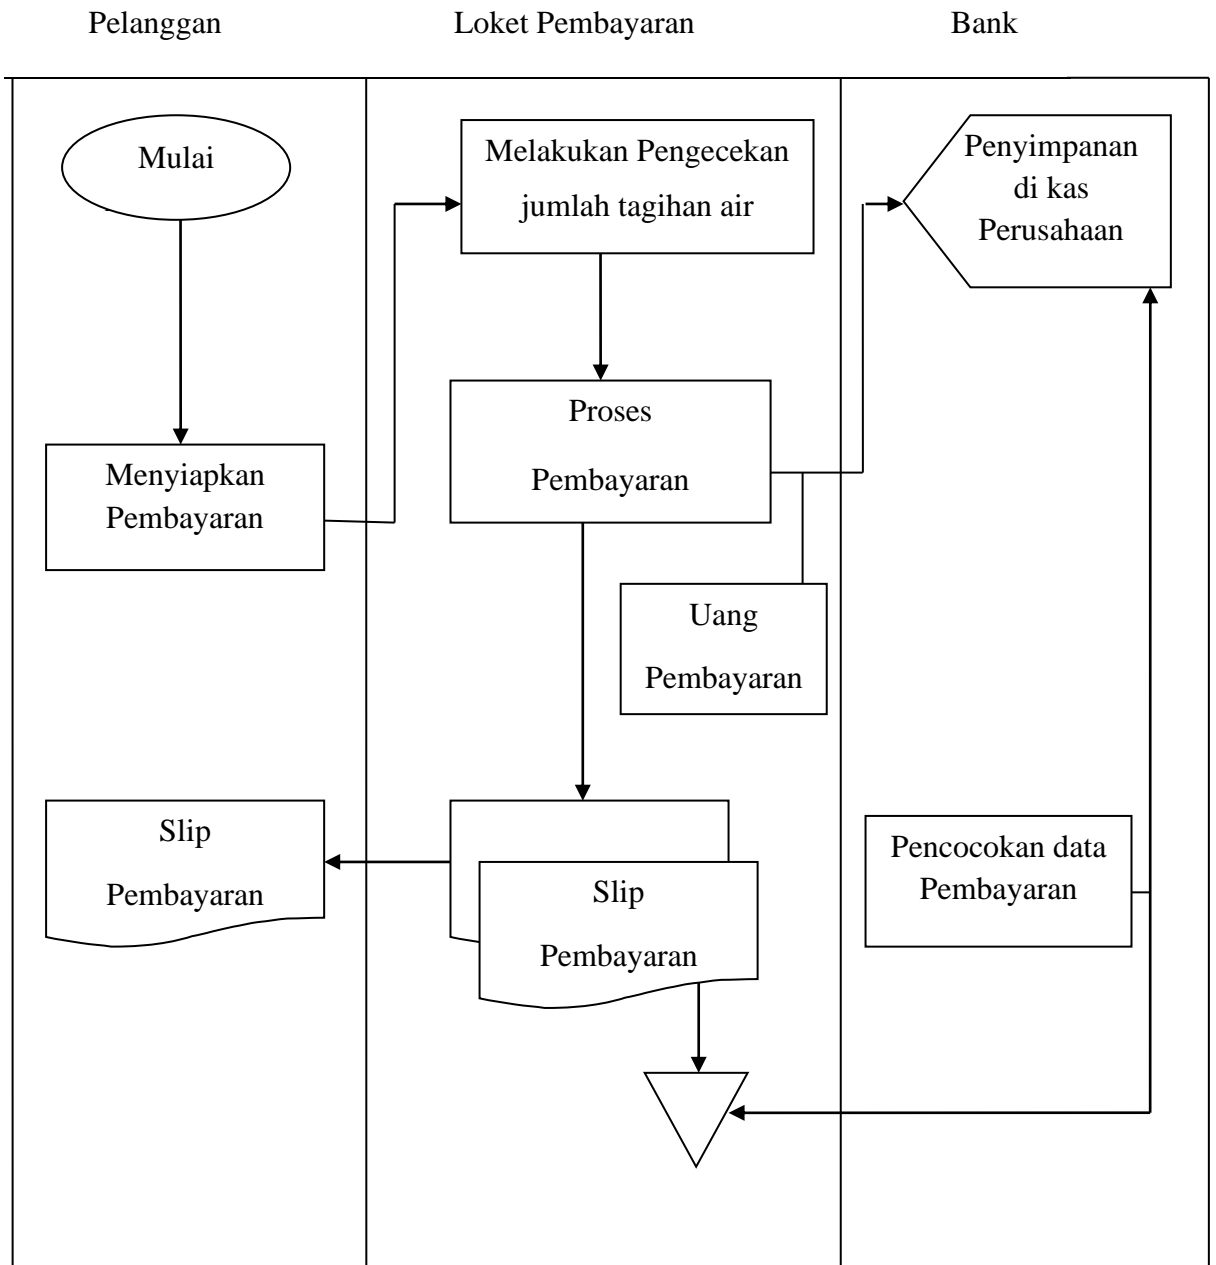 Pelanggan
Loket Pembayaran
Bank
Mulai
Melakukan Pengecekan
jumlah tagihan air
Penyimpanan
di kas
Perusahaan
Proses
Pembayaran
Menyiapkan
Pembayaran
Uang
Pembayaran
Slip
Pembayaran
Slip
Pembayaran
Pencocokan data
Pembayaran